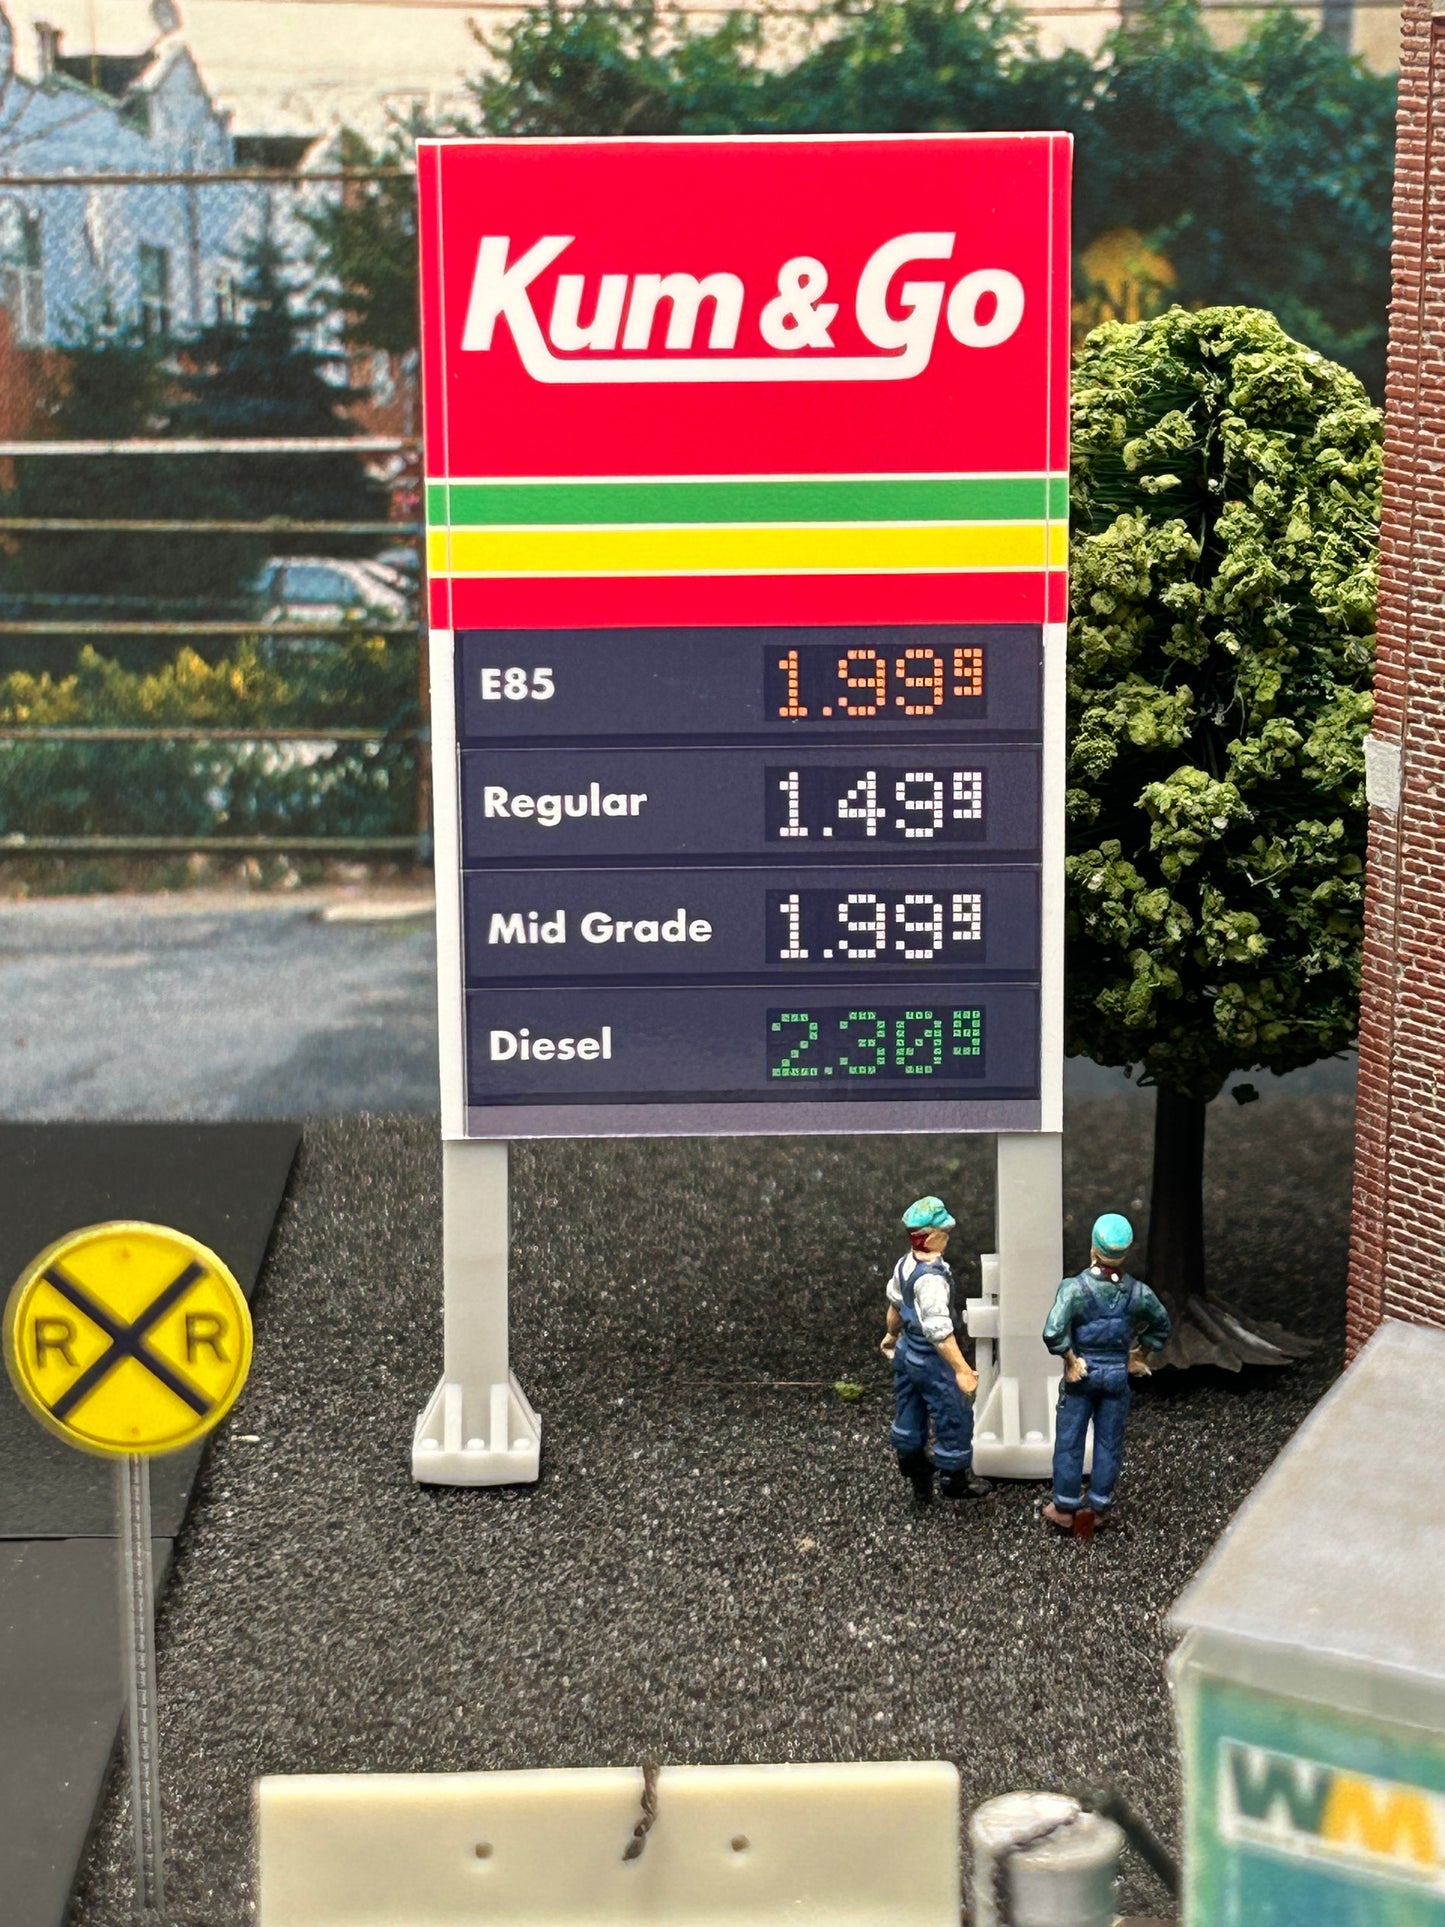 Kum & Go
E85 1.99 9
Regular 1.49 9
Mid Grade 1.99 9
Diesel 2.30 9
R R
WM